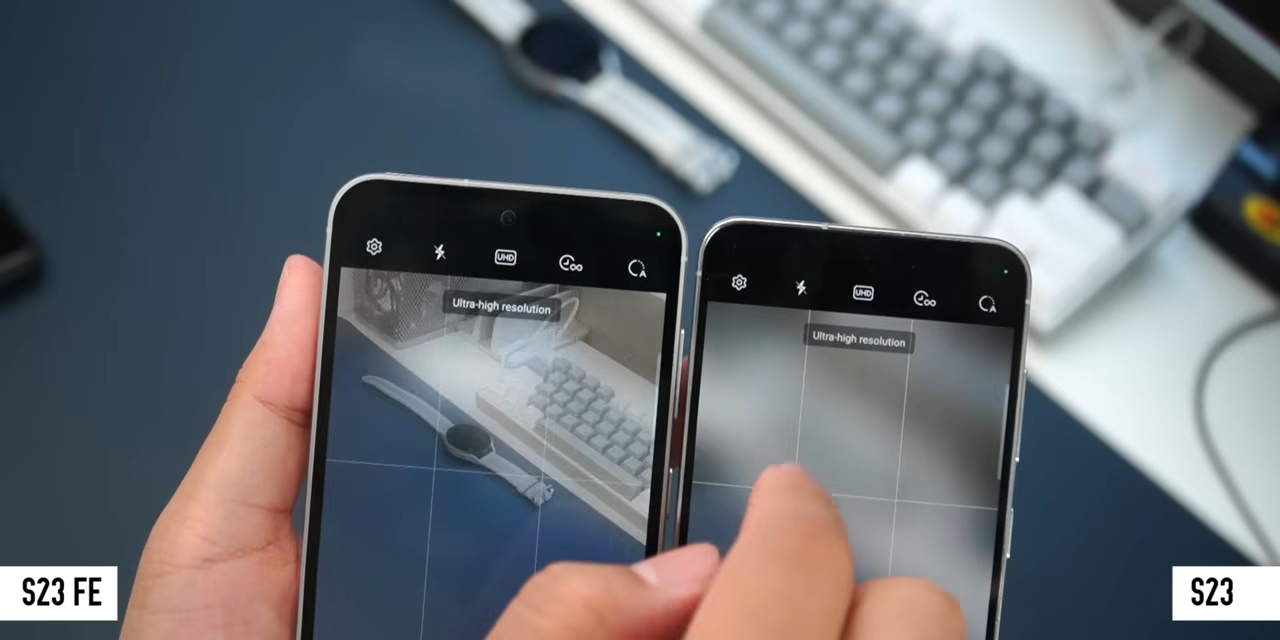 UHD
A
Ultra-high resolution
UHD
A
Ultra-high resolution
S23 FE
S23